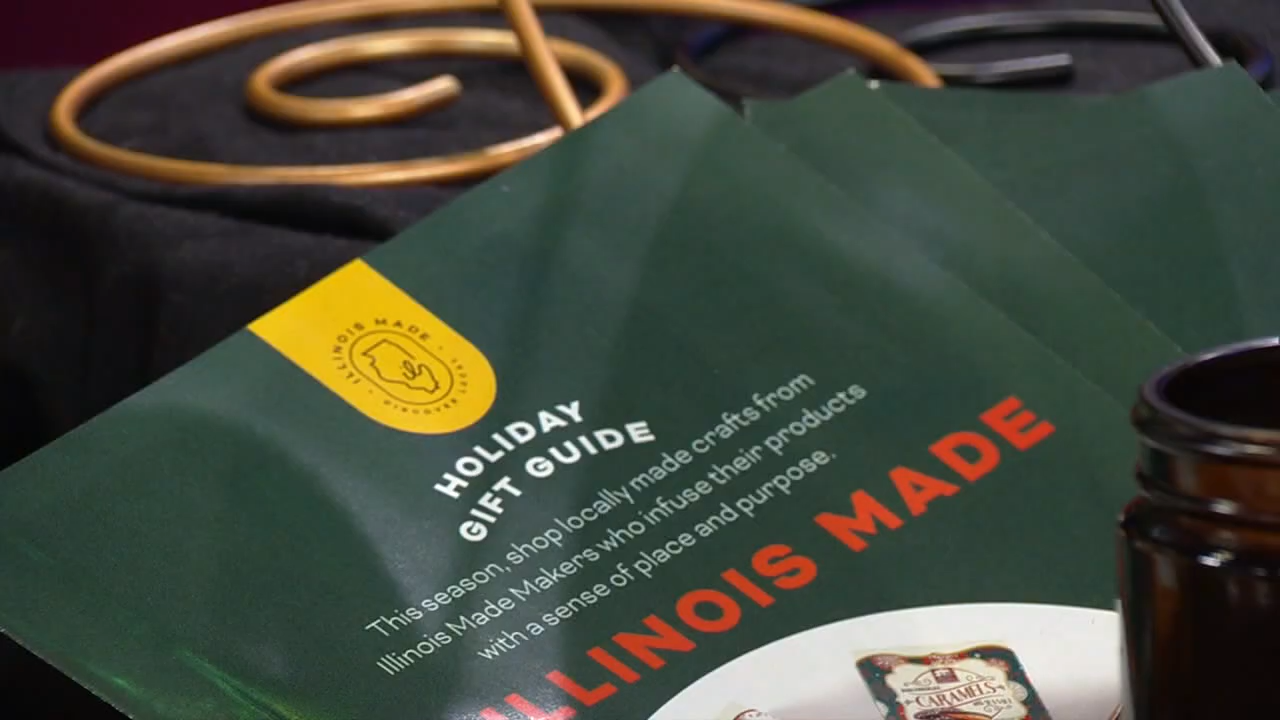 ILLINOIS MADE
HOLIDAY
GIFT GUIDE
This season, shop locally made crafts from
Illinois Made Makers who infuse their products
with a sense of place and purpose.
ILLINOIS MADE
CARAMELS